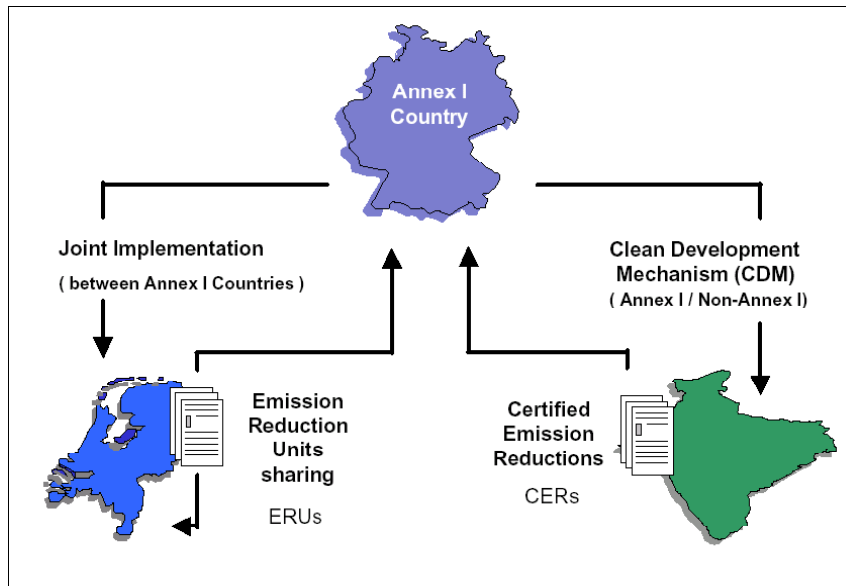 Annex I
Country
Joint Implementation
( between Annex I Countries )
Clean Development
Mechanism (CDM)
( Annex I / Non-Annex I)
Emission
Reduction
Units
sharing
ERUs
Certified
Emission
Reductions
CERs